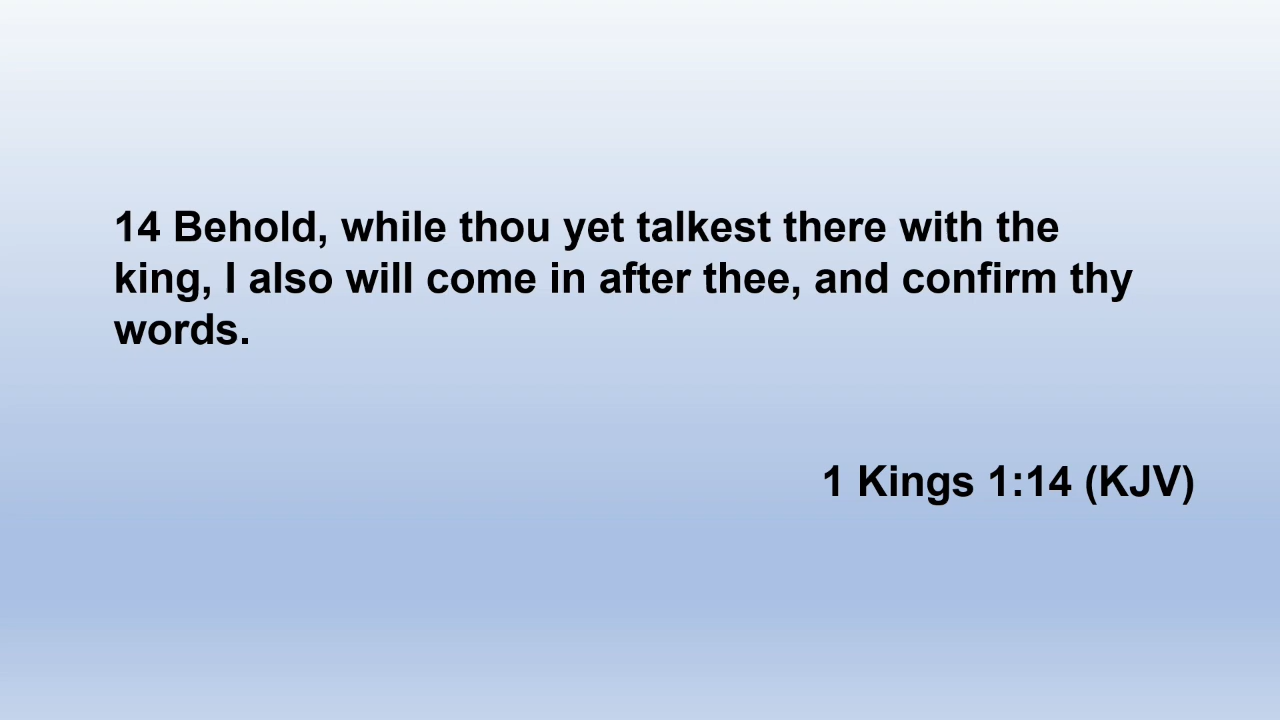 14 Behold, while thou yet talkest there with the
king, I also will come in after thee, and confirm thy
words.
1 Kings 1:14 (KJV)